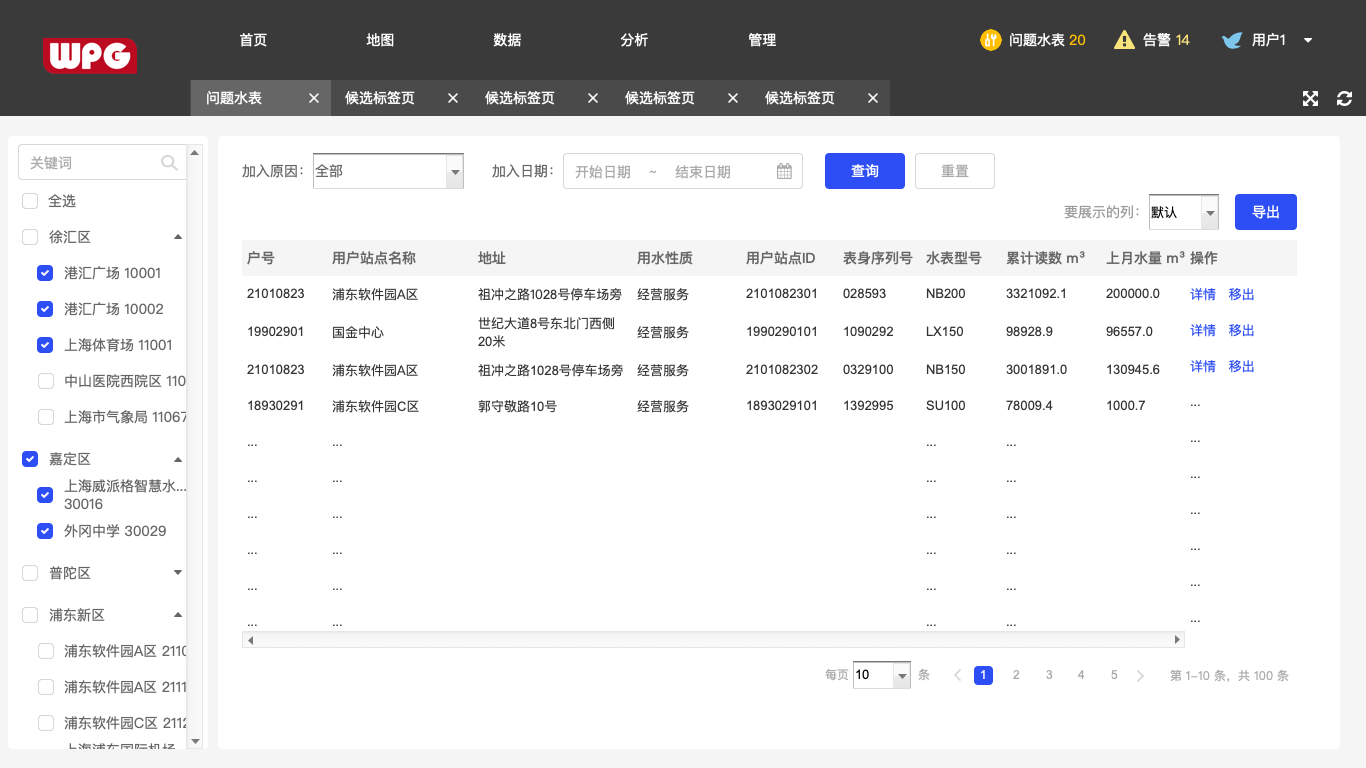 WPG
首页 地图 数据 分析 管理 问题水表 20 告警 14 用户1
问题水表 候选标签页 候选标签页 候选标签页 候选标签页
关键词
全选
徐汇区
港汇广场 10001
港汇广场 10002
上海体育场 11001
中山医院西院区 110
上海市气象局 11067
嘉定区
上海威派格智慧水...
30016
外冈中学 30029
普陀区
浦东新区
浦东软件园A区 2110
浦东软件园A区 2111
浦东软件园C区 2112
上海浦东国际机场
加入原因: 全部 加入日期: 开始日期 ~ 结束日期 查询 重置
要展示的列: 默认 导出
户号 用户站点名称 地址 用水性质 用户站点ID 表身序列号 水表型号 累计读数 m³ 上月水量 m³ 操作
21010823 浦东软件园A区 祖冲之路1028号停车场旁 经营服务 2101082301 028593 NB200 3321092.1 200000.0 详情 移出
19902901 国金中心 世纪大道8号东北门西侧
20米 经营服务 1990290101 1090292 LX150 98928.9 96557.0 详情 移出
21010823 浦东软件园A区 祖冲之路1028号停车场旁 经营服务 2101082302 0329100 NB150 3001891.0 130945.6 详情 移出
18930291 浦东软件园C区 郭守敬路10号 经营服务 1893029101 1392995 SU100 78009.4 1000.7 ...
... ... ... ... ...
... ... ... ... ...
... ... ... ... ...
... ... ... ... ...
... ... ... ... ...
... ... ... ... ...
每页 10 条 1 2 3 4 5 第 1-10 条, 共 100 条